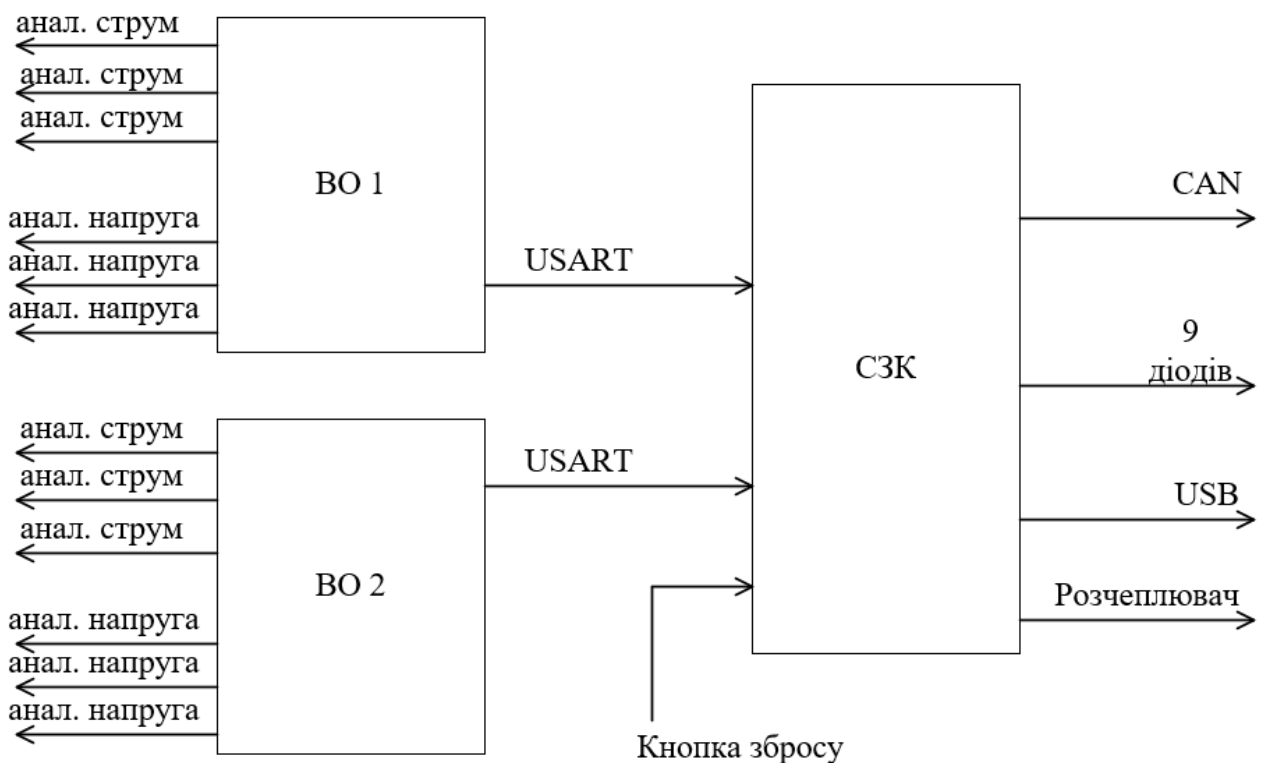 анал. струм
анал. струм
анал. струм
анал. напруга
анал. напруга
анал. напруга
ВО 1
USART
анал. струм
анал. струм
анал. струм
анал. напруга
анал. напруга
анал. напруга
ВО 2
USART
Кнопка збросу
СЗК
CAN
9
діодів
USB
Розчеплювач